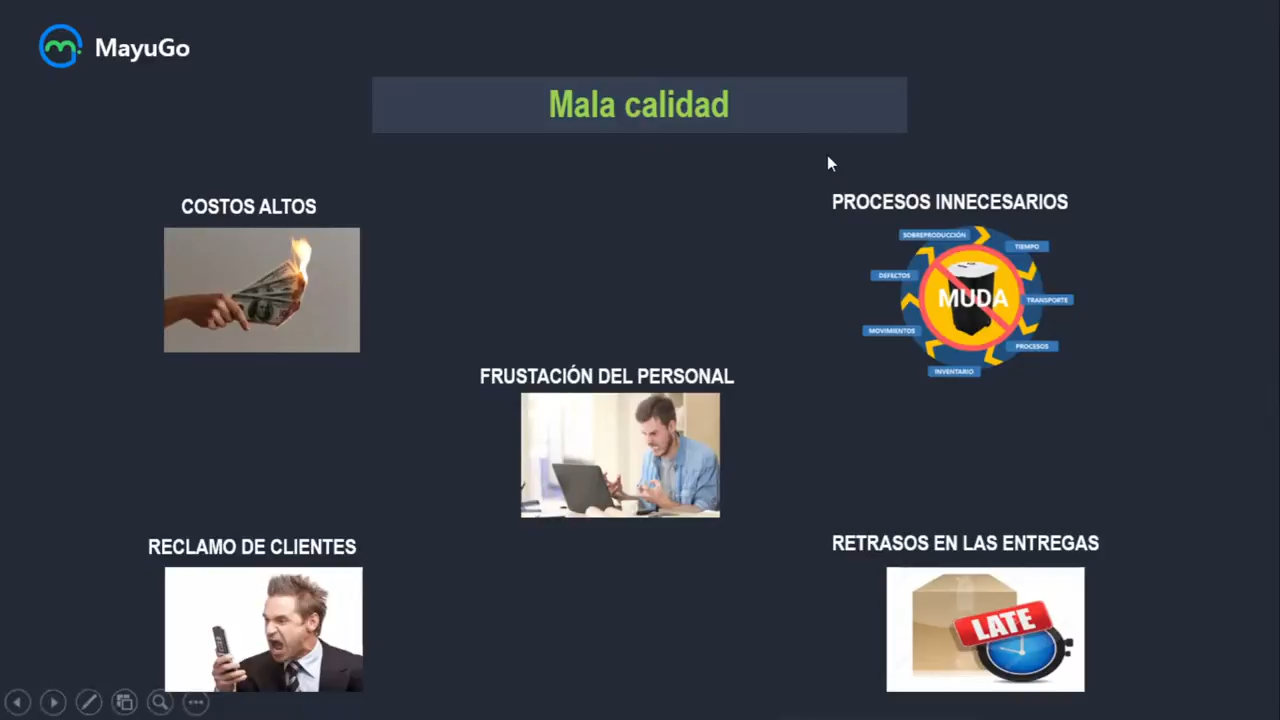 MayuGo
Mala calidad
COSTOS ALTOS
PROCESOS INNECESARIOS
SOBREPRODUCCIÓN
TIEMPO
DEFECTOS
MUDA
TRANSPORTE
MOVIMIENTOS
PROCESOS
INVENTARIO
FRUSTACIÓN DEL PERSONAL
RECLAMO DE CLIENTES
RETRASOS EN LAS ENTREGAS
LATE